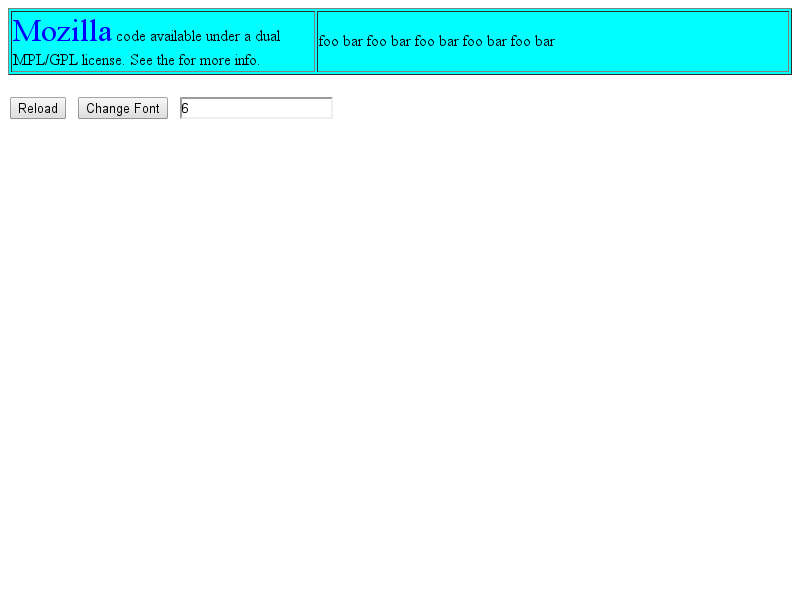 Mozilla code available under a dual
MPL/GPL license. See the for more info.
foo bar foo bar foo bar foo bar foo bar
Reload
Change Font
6